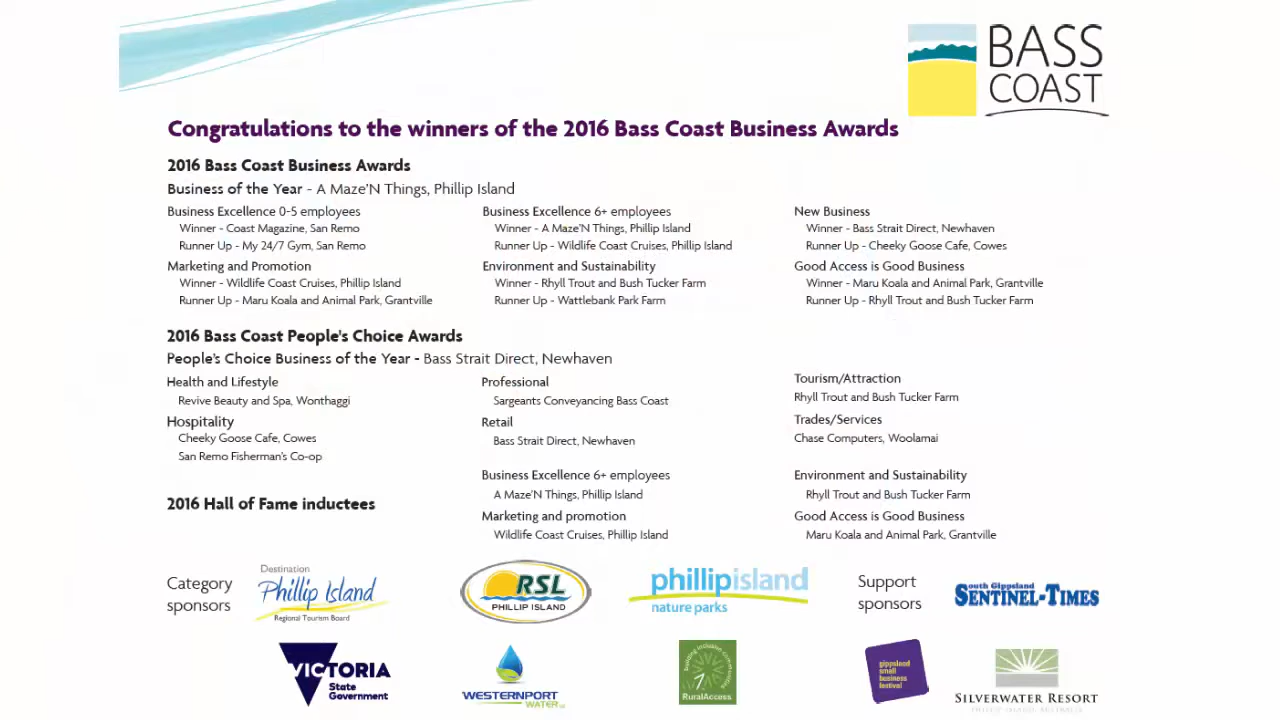 BASS
COAST
Congratulations to the winners of the 2016 Bass Coast Business Awards
2016 Bass Coast Business Awards
Business of the Year - A Maze'N Things, Phillip Island
Business Excellence 0-5 employees
Winner - Coast Magazine, San Remo
Runner Up - My 24/7 Gym, San Remo
Marketing and Promotion
Winner - Wildlife Coast Cruises, Phillip Island
Runner Up - Maru Koala and Animal Park, Grantville
Business Excellence 6+ employees
Winner - A Maze'N Things, Phillip Island
Runner Up - Wildlife Coast Cruises, Phillip Island
Environment and Sustainability
Winner - Rhyll Trout and Bush Tucker Farm
Runner Up - Wattlebank Park Farm
New Business
Winner - Bass Strait Direct, Newhaven
Runner Up - Cheeky Goose Cafe, Cowes
Good Access is Good Business
Winner - Maru Koala and Animal Park, Grantville
Runner Up - Rhyll Trout and Bush Tucker Farm
2016 Bass Coast People's Choice Awards
People's Choice Business of the Year - Bass Strait Direct, Newhaven
Health and Lifestyle
Revive Beauty and Spa, Wonthaggi
Hospitality
Cheeky Goose Cafe, Cowes
San Remo Fisherman's Co-op
Professional
Sargeants Conveyancing Bass Coast
Retail
Bass Strait Direct, Newhaven
Tourism/Attraction
Rhyll Trout and Bush Tucker Farm
Trades/Services
Chase Computers, Woolamai
2016 Hall of Fame inductees
Business Excellence 6+ employees
A Maze'N Things, Phillip Island
Marketing and promotion
Wildlife Coast Cruises, Phillip Island
Environment and Sustainability
Rhyll Trout and Bush Tucker Farm
Good Access is Good Business
Maru Koala and Animal Park, Grantville
Category
sponsors
Destination
Phillip Island
Regional Tourism Board
RSL
PHILLIP ISLAND
phillipisland
nature parks
Support
sponsors
South Gippsland
SENTINEL-TIMES
VICTORIA
State
Government
WESTERNPORT
WATER
building inclusive communities
RuralAccess
gippsland
small
business
festival
SILVERWATER RESORT
PHILLIP ISLAND, AUSTRALIA